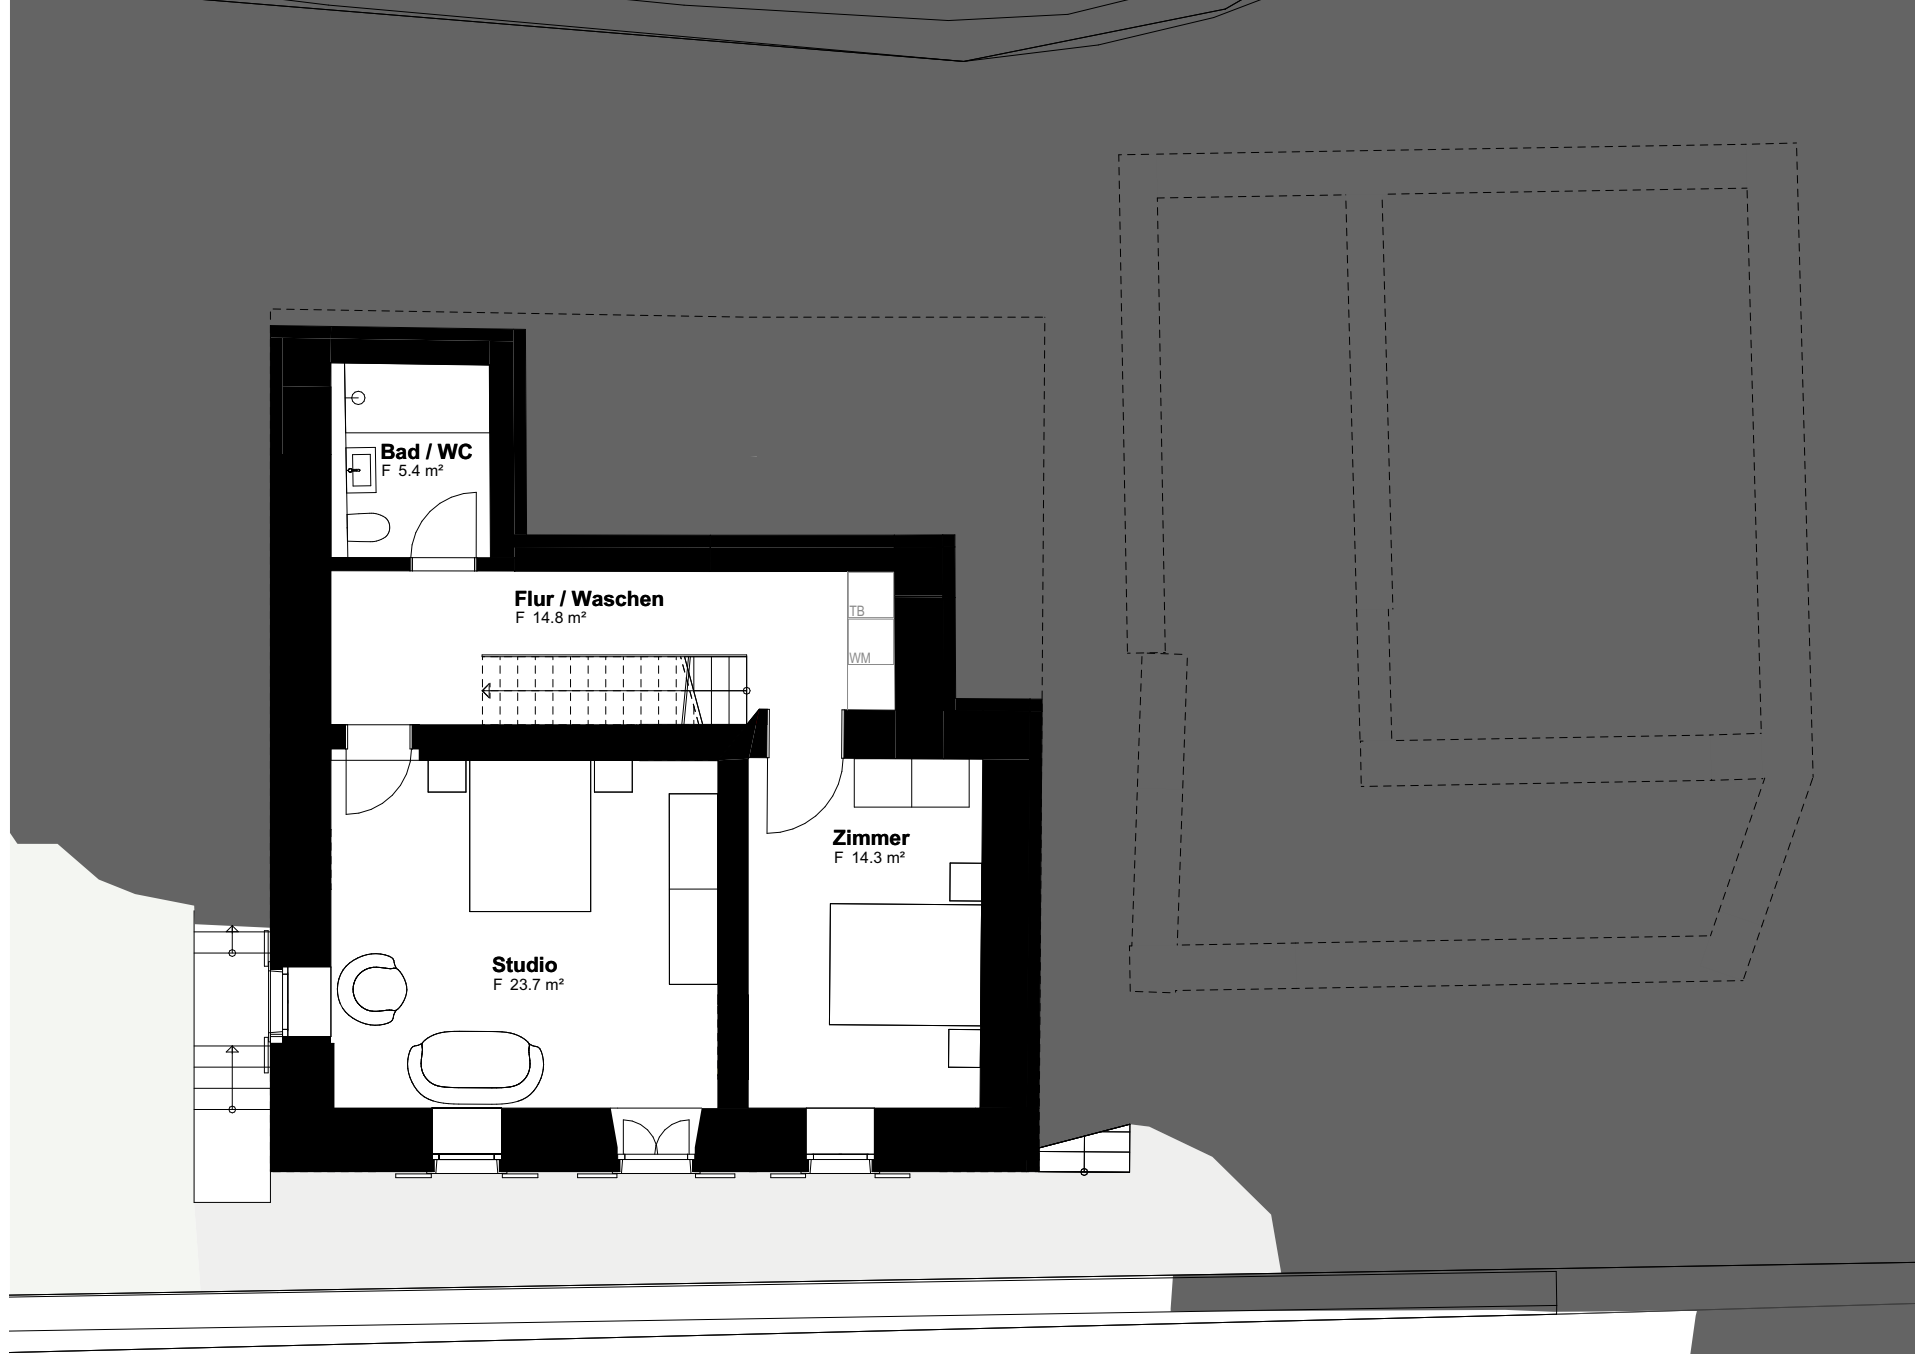 Bad / WC
F 5.4 m²
Flur / Waschen
F 14.8 m²
TB
WM
Zimmer
F 14.3 m²
Studio
F 23.7 m²